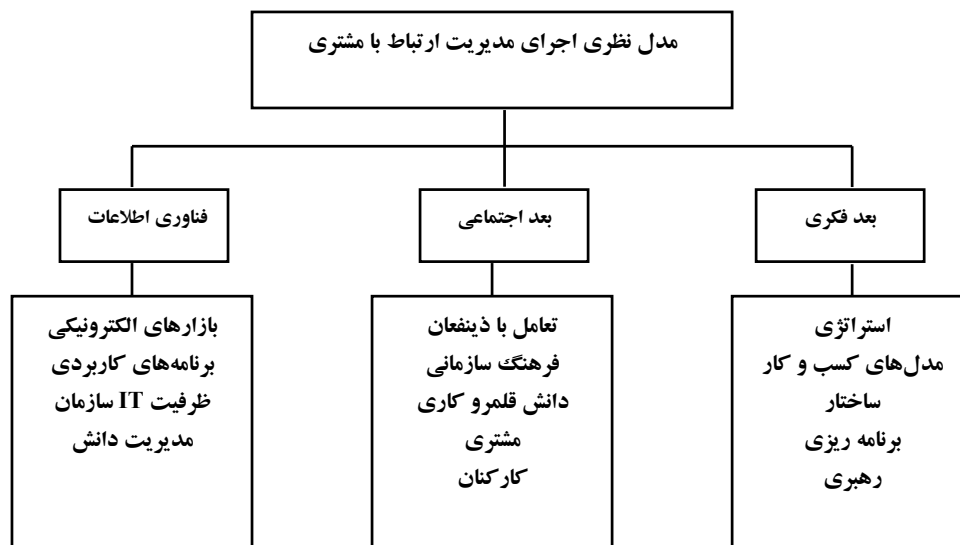 مدل نظری اجرای مدیریت ارتباط با مشتری
بعد فکری
بعد اجتماعی
فناوری اطلاعات
استراتژی
مدل‌های کسب و کار
ساختار
برنامه ریزی
رهبری
تعامل با ذینفعان
فرهنگ سازمانی
دانش قلمرو کاری
مشتری
کارکنان
بازارهای الکترونیکی
برنامه‌های کاربردی
ظرفیت IT سازمان
مدیریت دانش